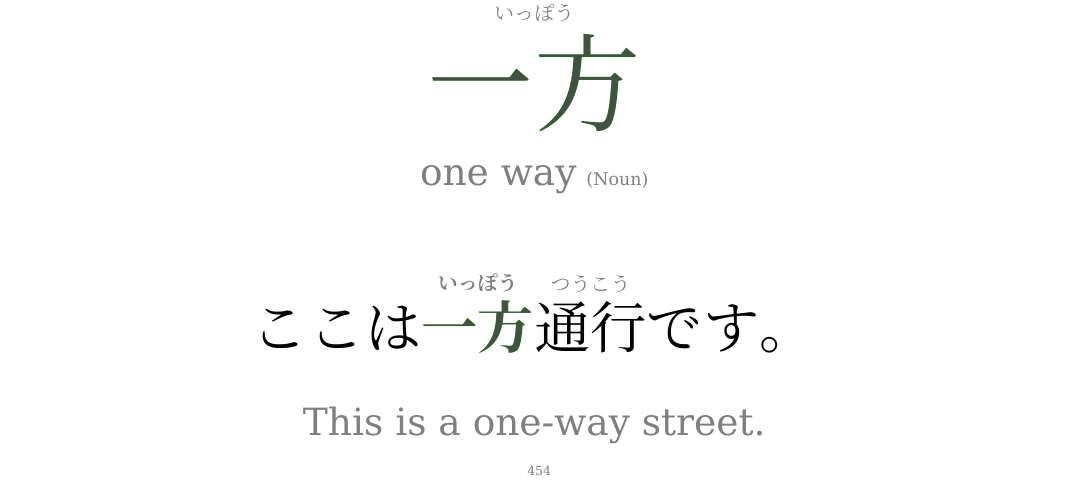 いっぽう
一方
one way (Noun)
いっぽう つうこう
ここは一方通行です。
This is a one-way street.
454